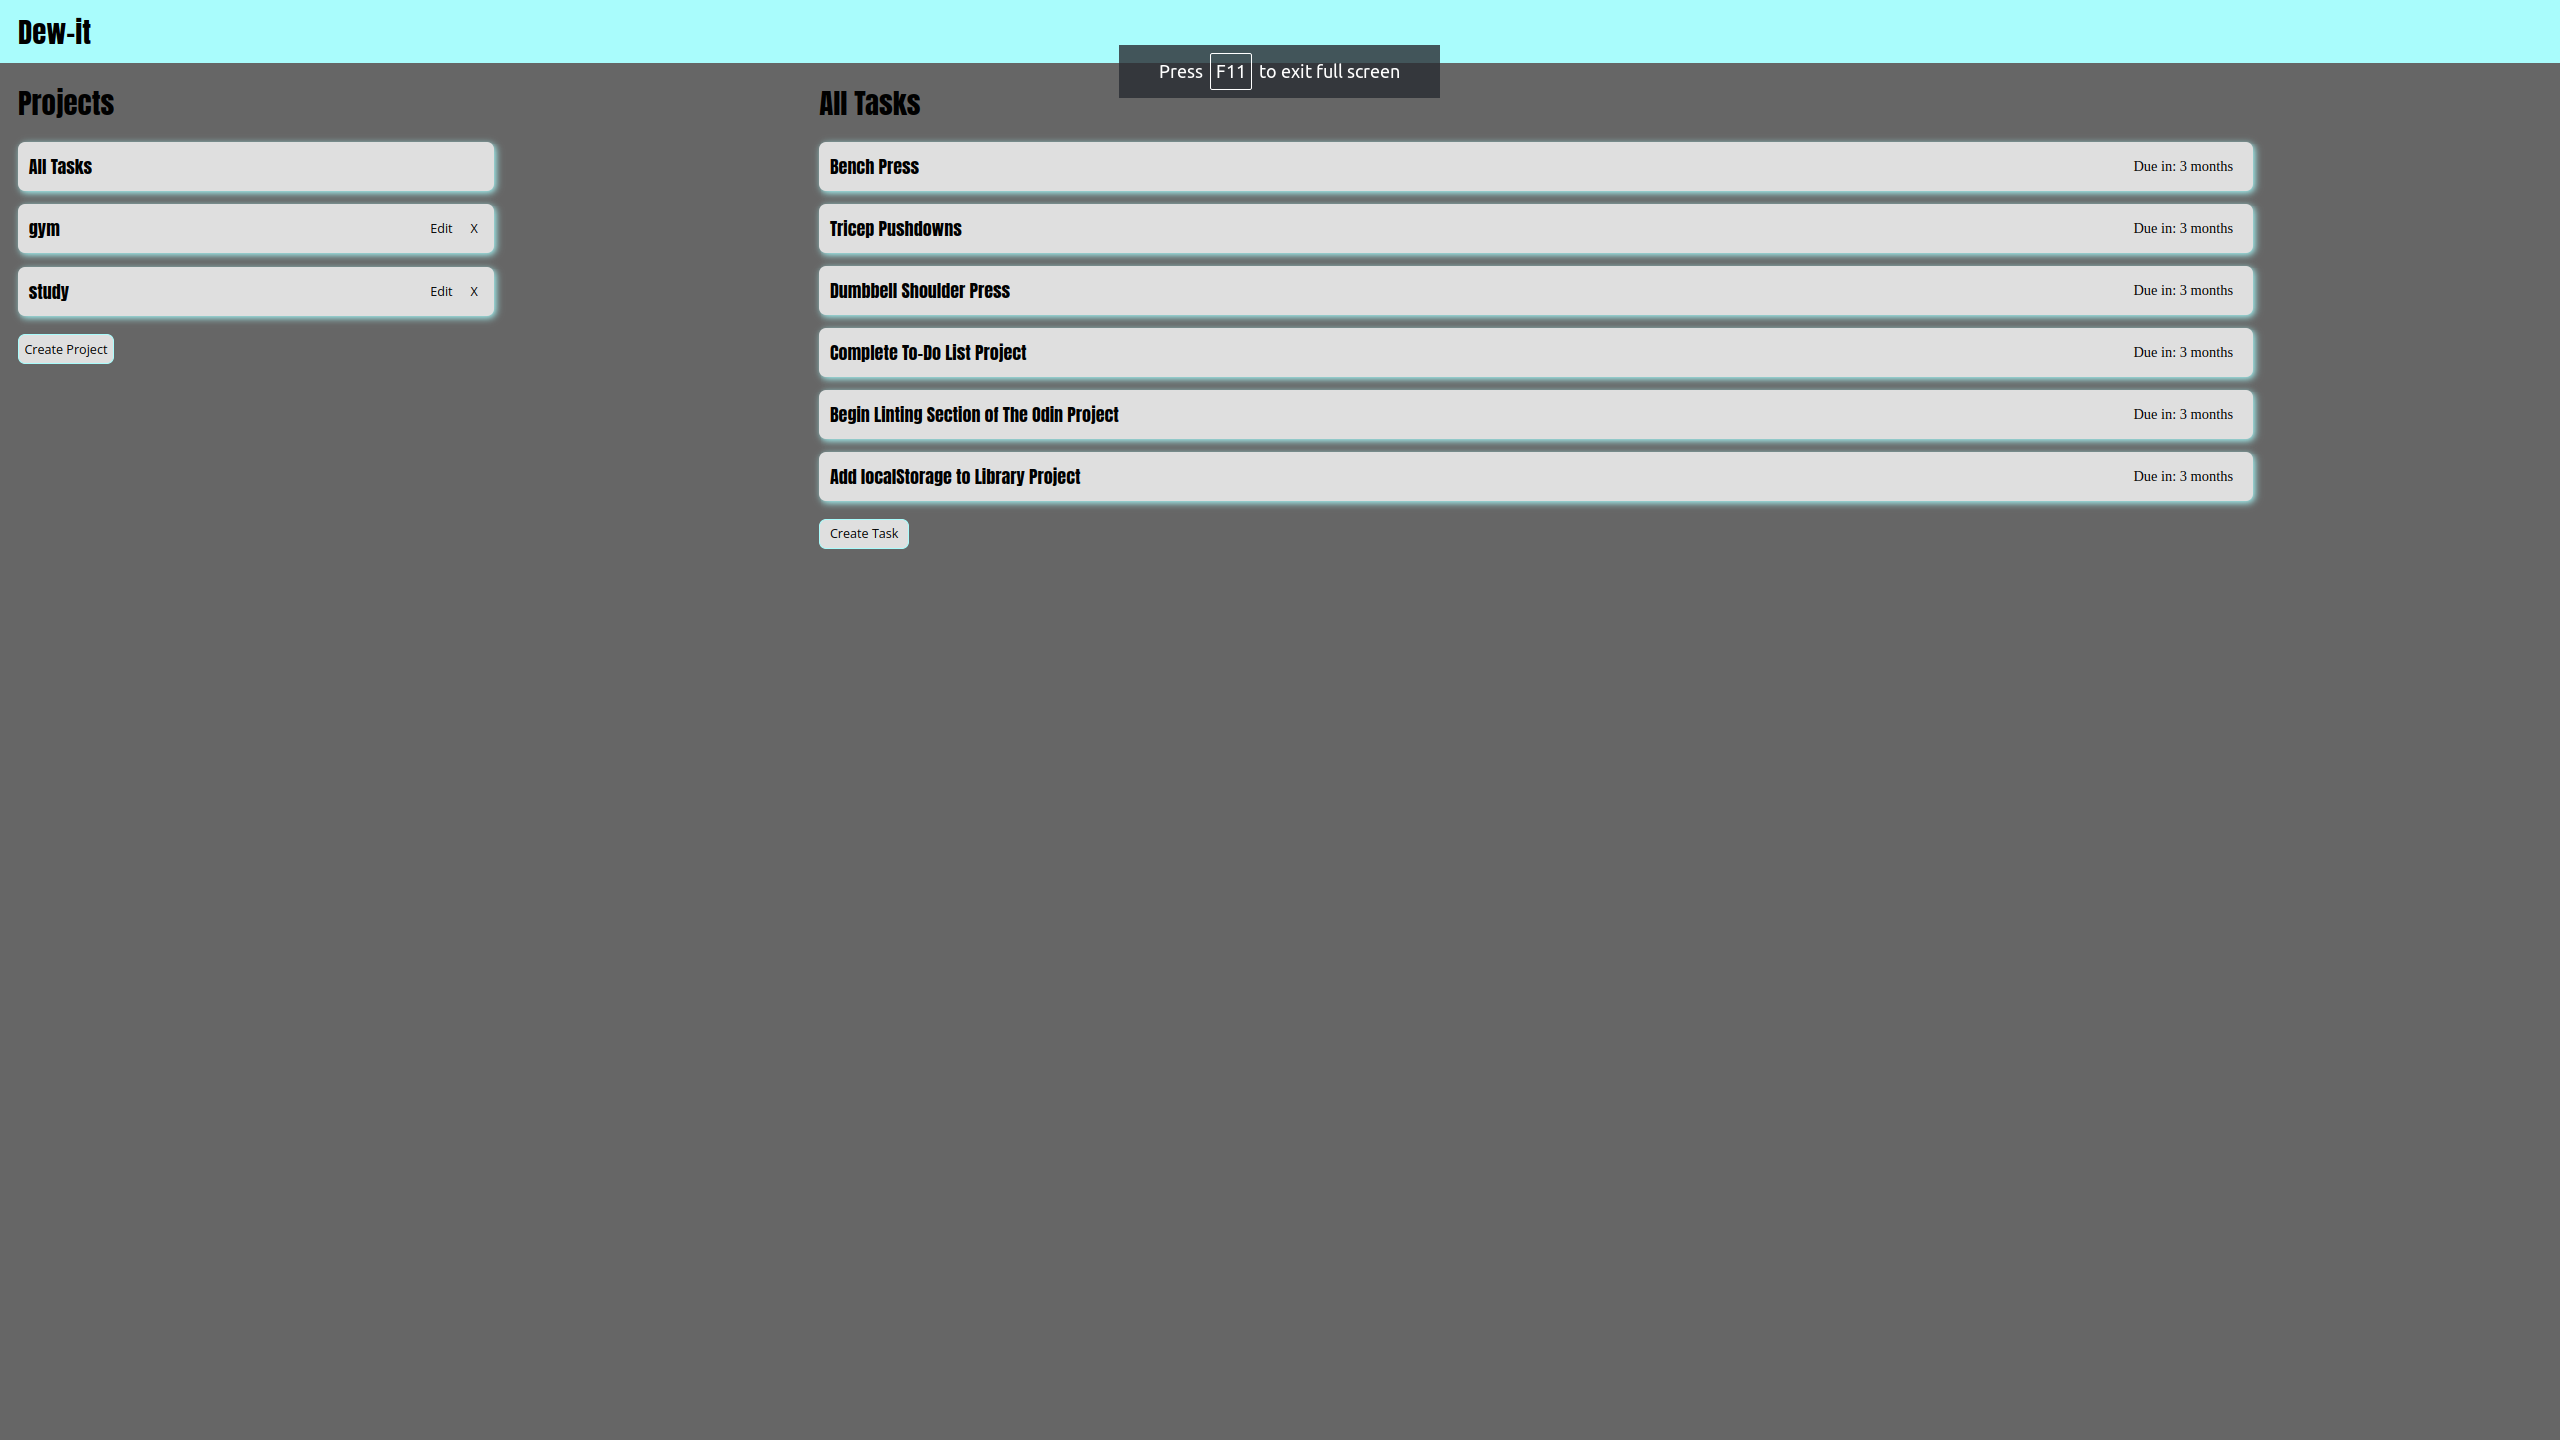 Dew-it
Press F11 to exit full screen
Projects
All Tasks
gym Edit X
study Edit X
Create Project
All Tasks
Bench Press Due in: 3 months
Tricep Pushdowns Due in: 3 months
Dumbbell Shoulder Press Due in: 3 months
Complete To-Do List Project Due in: 3 months
Begin Linting Section of The Odin Project Due in: 3 months
Add localStorage to Library Project Due in: 3 months
Create Task